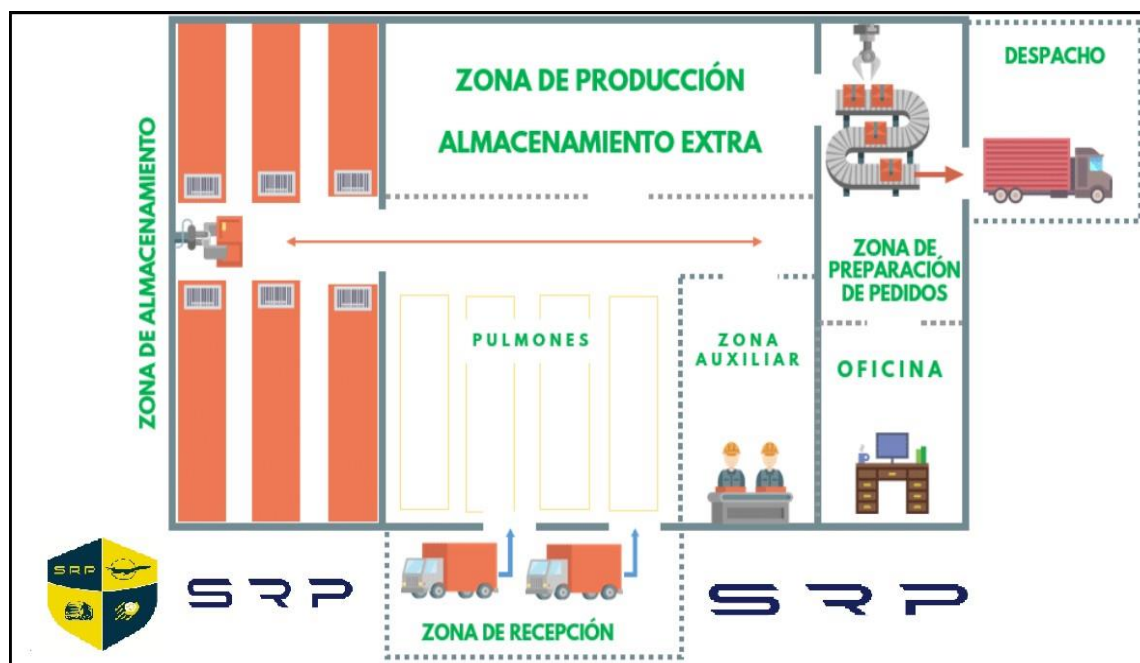 DESPACHO
ZONA DE PRODUCCIÓN
ALMACENAMIENTO EXTRA
ZONA DE ALMACENAMIENTO
ZONA DE
PREPARACIÓN
DE PEDIDOS
PULMONES
ZONA
AUXILIAR
OFICINA
SRP
SRP
SRP
ZONA DE RECEPCIÓN